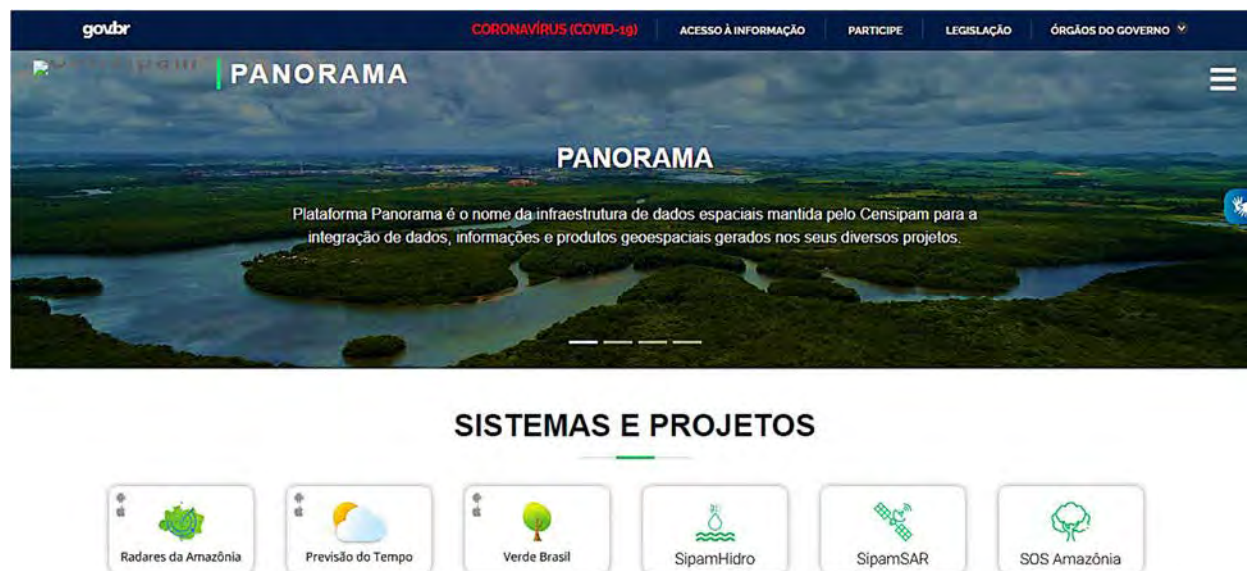 gov.br
CORONAVÍRUS (COVID-19)
ACESSO À INFORMAÇÃO
PARTICIPE
LEGISLAÇÃO
ÓRGÃOS DO GOVERNO
PANORAMA
PANORAMA
Plataforma Panorama é o nome da infraestrutura de dados espaciais mantida pelo Censipam para a
integração de dados, informações e produtos geoespaciais gerados nos seus diversos projetos.
SISTEMAS E PROJETOS
Radares da Amazônia
Previsão do Tempo
Verde Brasil
SipamHidro
SipamSAR
SOS Amazônia